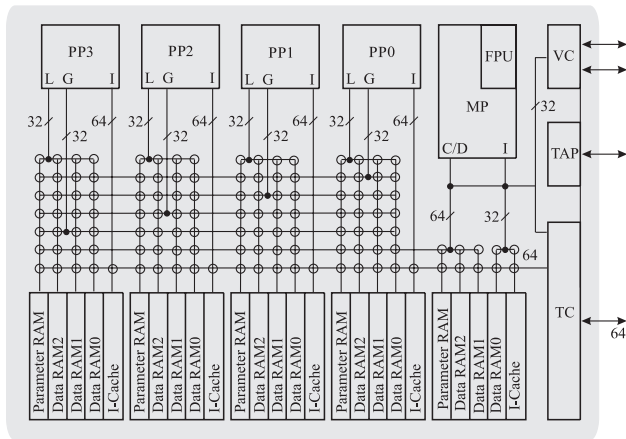 PP3 PP2 PP1 PP0 FPU VC
MP
L G I L G I L G I L G I
C/D I
32 32 64 32 32 64 32 32 64 32 32 64
32
TAP
64 32
64
TC
64
Parameter RAM
Data RAM2
Data RAM1
Data RAM0
I-Cache
Parameter RAM
Data RAM2
Data RAM1
Data RAM0
I-Cache
Parameter RAM
Data RAM2
Data RAM1
Data RAM0
I-Cache
Parameter RAM
Data RAM2
Data RAM1
Data RAM0
I-Cache
Parameter RAM
Data RAM2
Data RAM1
Data RAM0
I-Cache